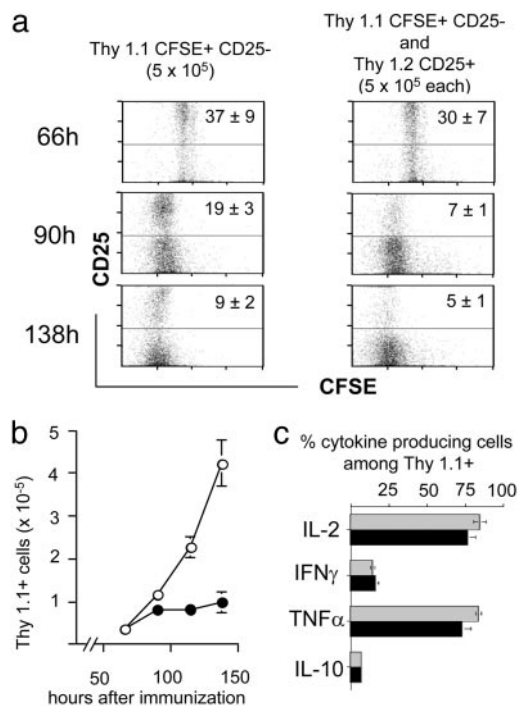 a
Thy 1.1 CFSE+ CD25-
(5 x 10⁵)
Thy 1.1 CFSE+ CD25-
and
Thy 1.2 CD25+
(5 x 10⁵ each)
66h
37 ± 9
30 ± 7
90h
19 ± 3
7 ± 1
138h
9 ± 2
5 ± 1
CD25
CFSE
b
Thy 1.1+ cells (x 10⁻⁵)
5
4
3
2
1
50
100
150
hours after immunization
c
% cytokine producing cells
among Thy 1.1+
25
50
75
100
IL-2
IFNγ
TNFα
IL-10